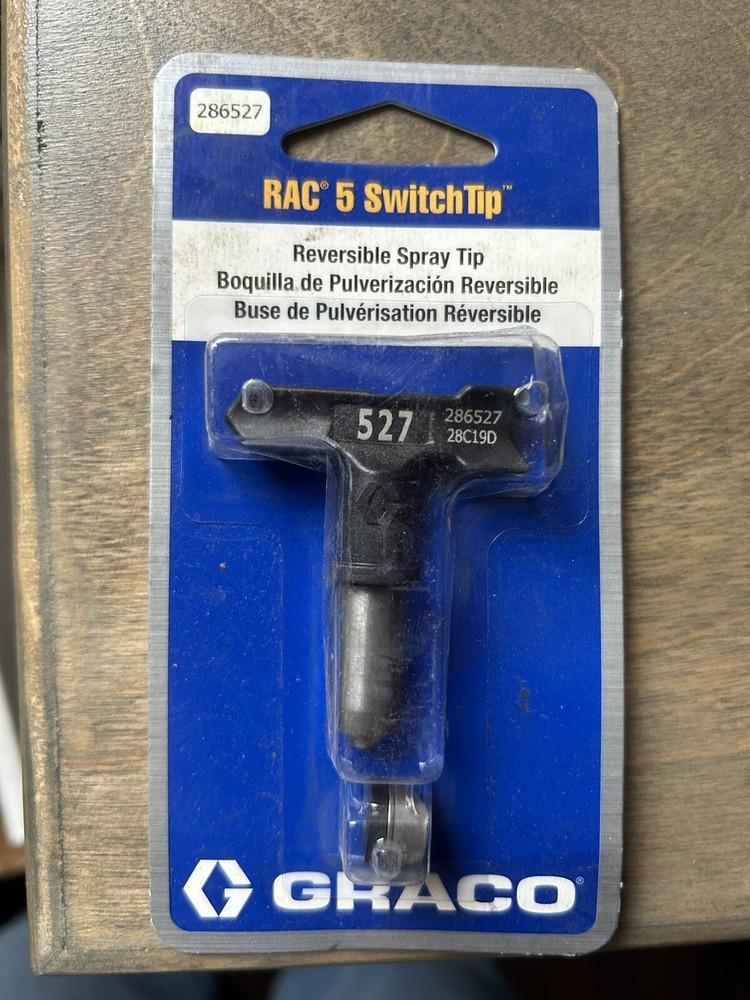 286527
RAC® 5 SwitchTip™
Reversible Spray Tip
Boquilla de Pulverización Reversible
Buse de Pulvérisation Réversible
527
286527
28C19D
GRACO®